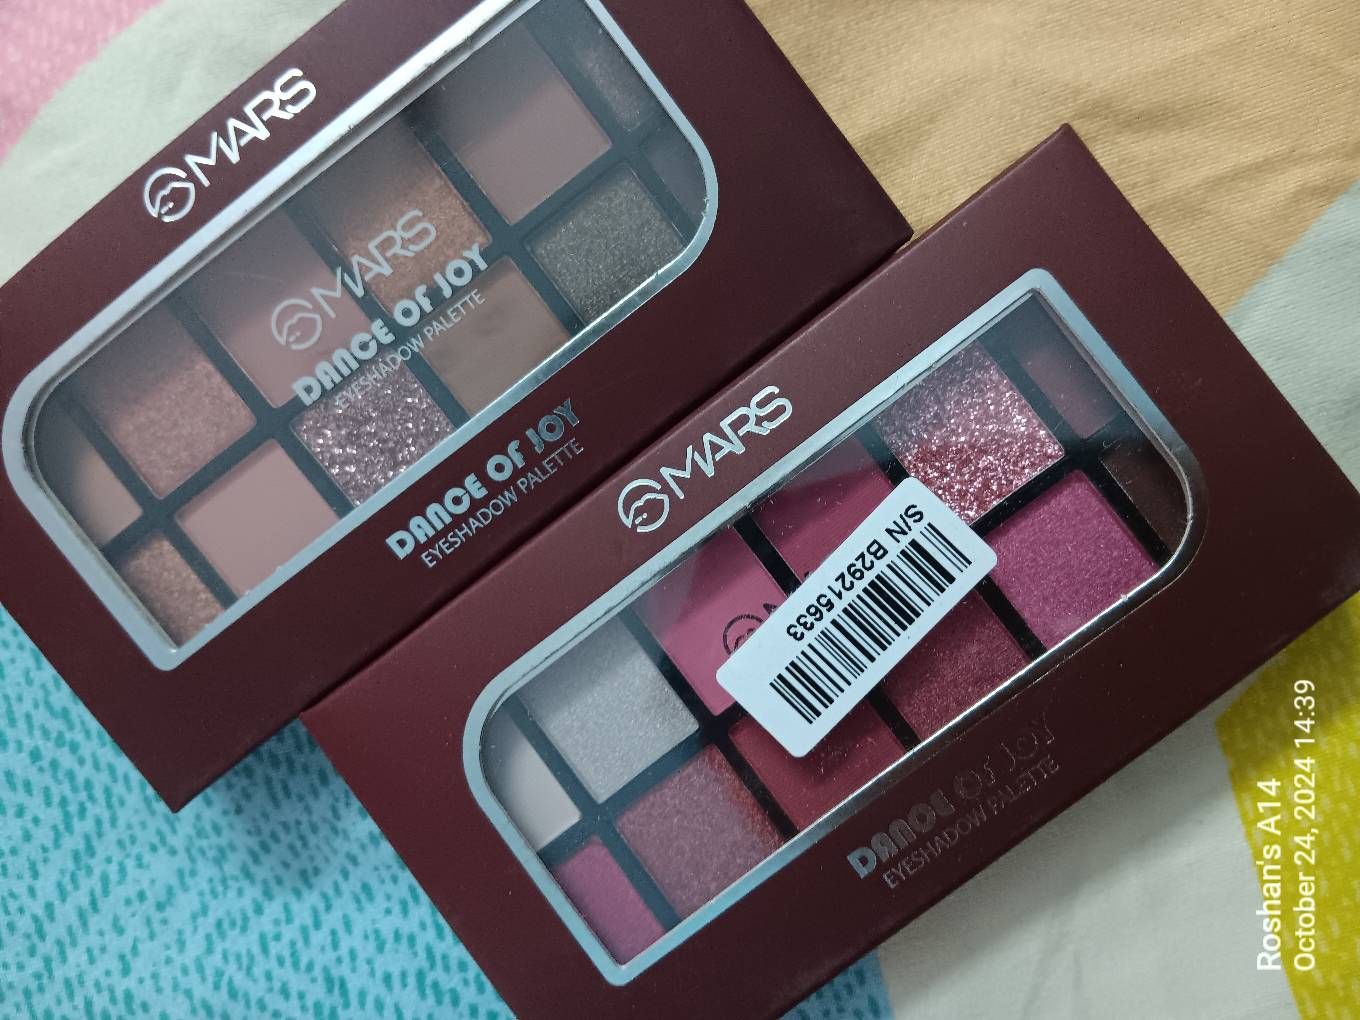 MARS
MARS
DANCE OF JOY
EYESHADOW PALETTE
DANCE OF JOY
EYESHADOW PALETTE
MARS
S/N B29215633
DANCE OF JOY
EYESHADOW PALETTE
Roshan's A14
October 24, 2024 14:39